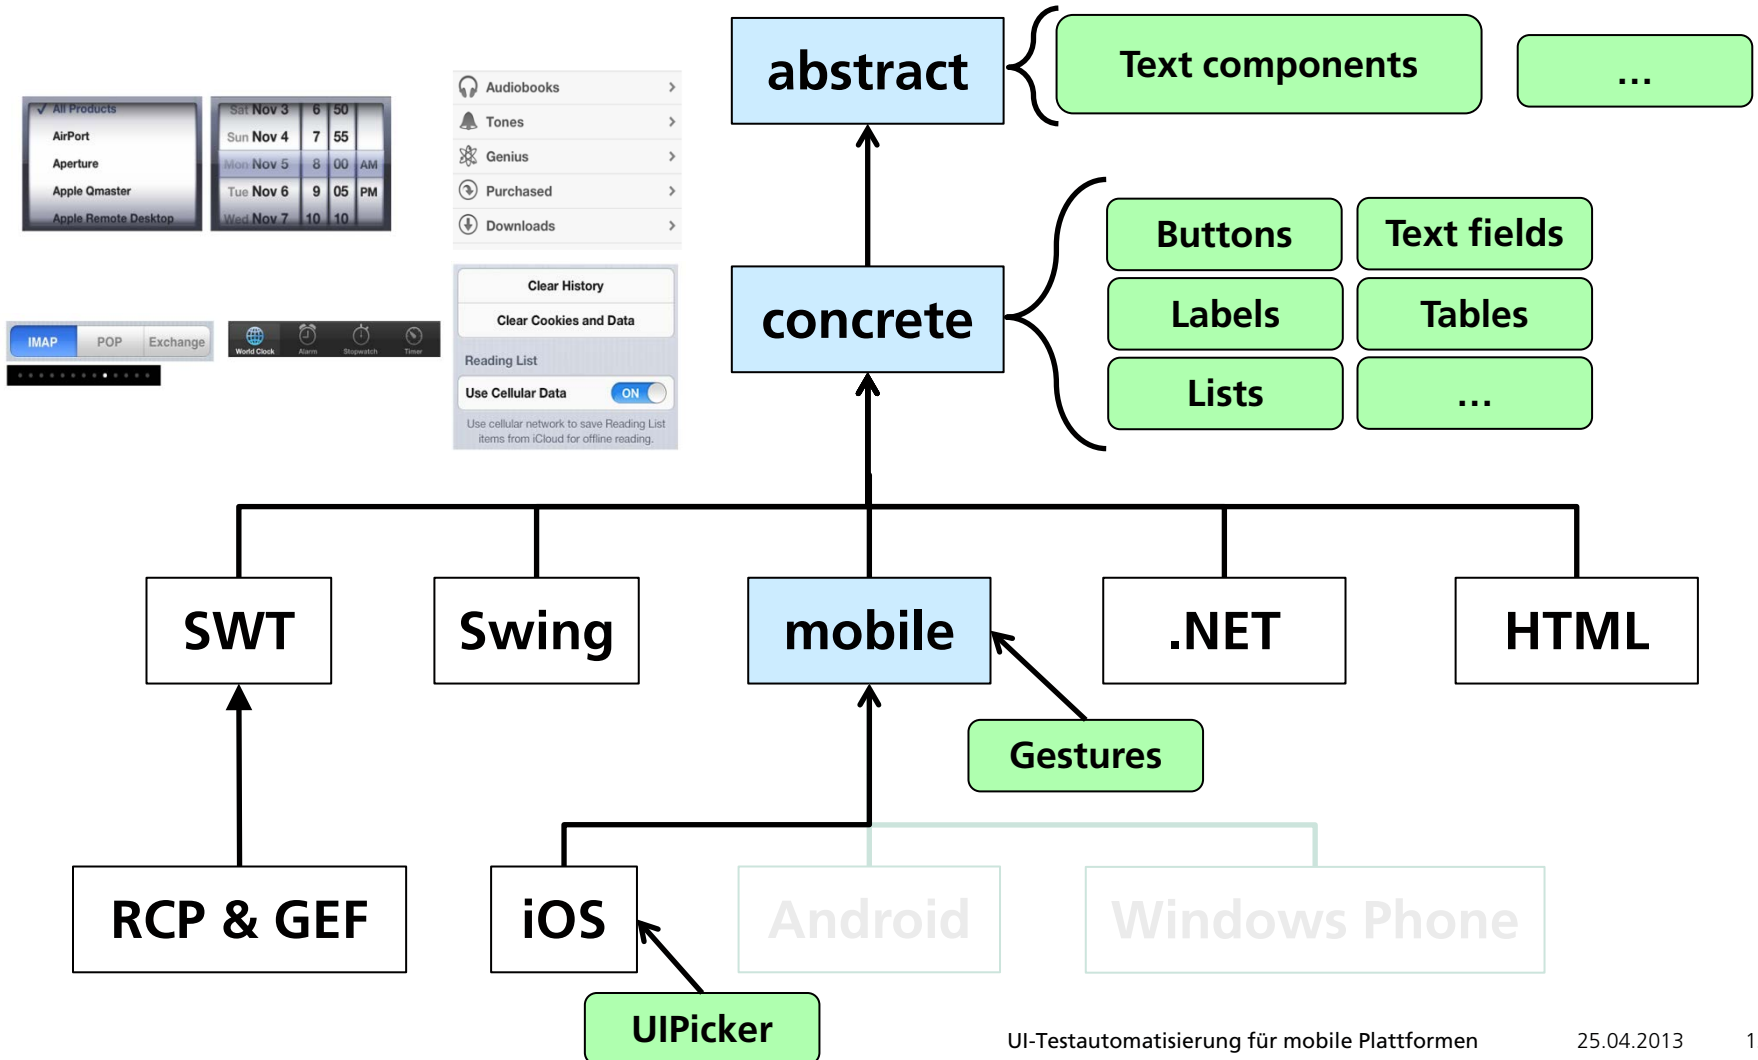 abstract
Text components
...
✓ All Products
AirPort
Aperture
Apple Qmaster
Apple Remote Desktop
Sat Nov 3 6 50
Sun Nov 4 7 55
Mon Nov 5 8 00 AM
Tue Nov 6 9 05 PM
Wed Nov 7 10 10
Audiobooks
Tones
Genius
Purchased
Downloads
concrete
Buttons
Text fields
Labels
Tables
Lists
...
IMAP POP Exchange
World Clock Alarm Stopwatch Timer
Clear History
Clear Cookies and Data
Reading List
Use Cellular Data ON
Use cellular network to save Reading List
items from iCloud for offline reading.
SWT
Swing
mobile
.NET
HTML
Gestures
RCP & GEF
iOS
Android
Windows Phone
UIPicker
UI-Testautomatisierung für mobile Plattformen 25.04.2013 1